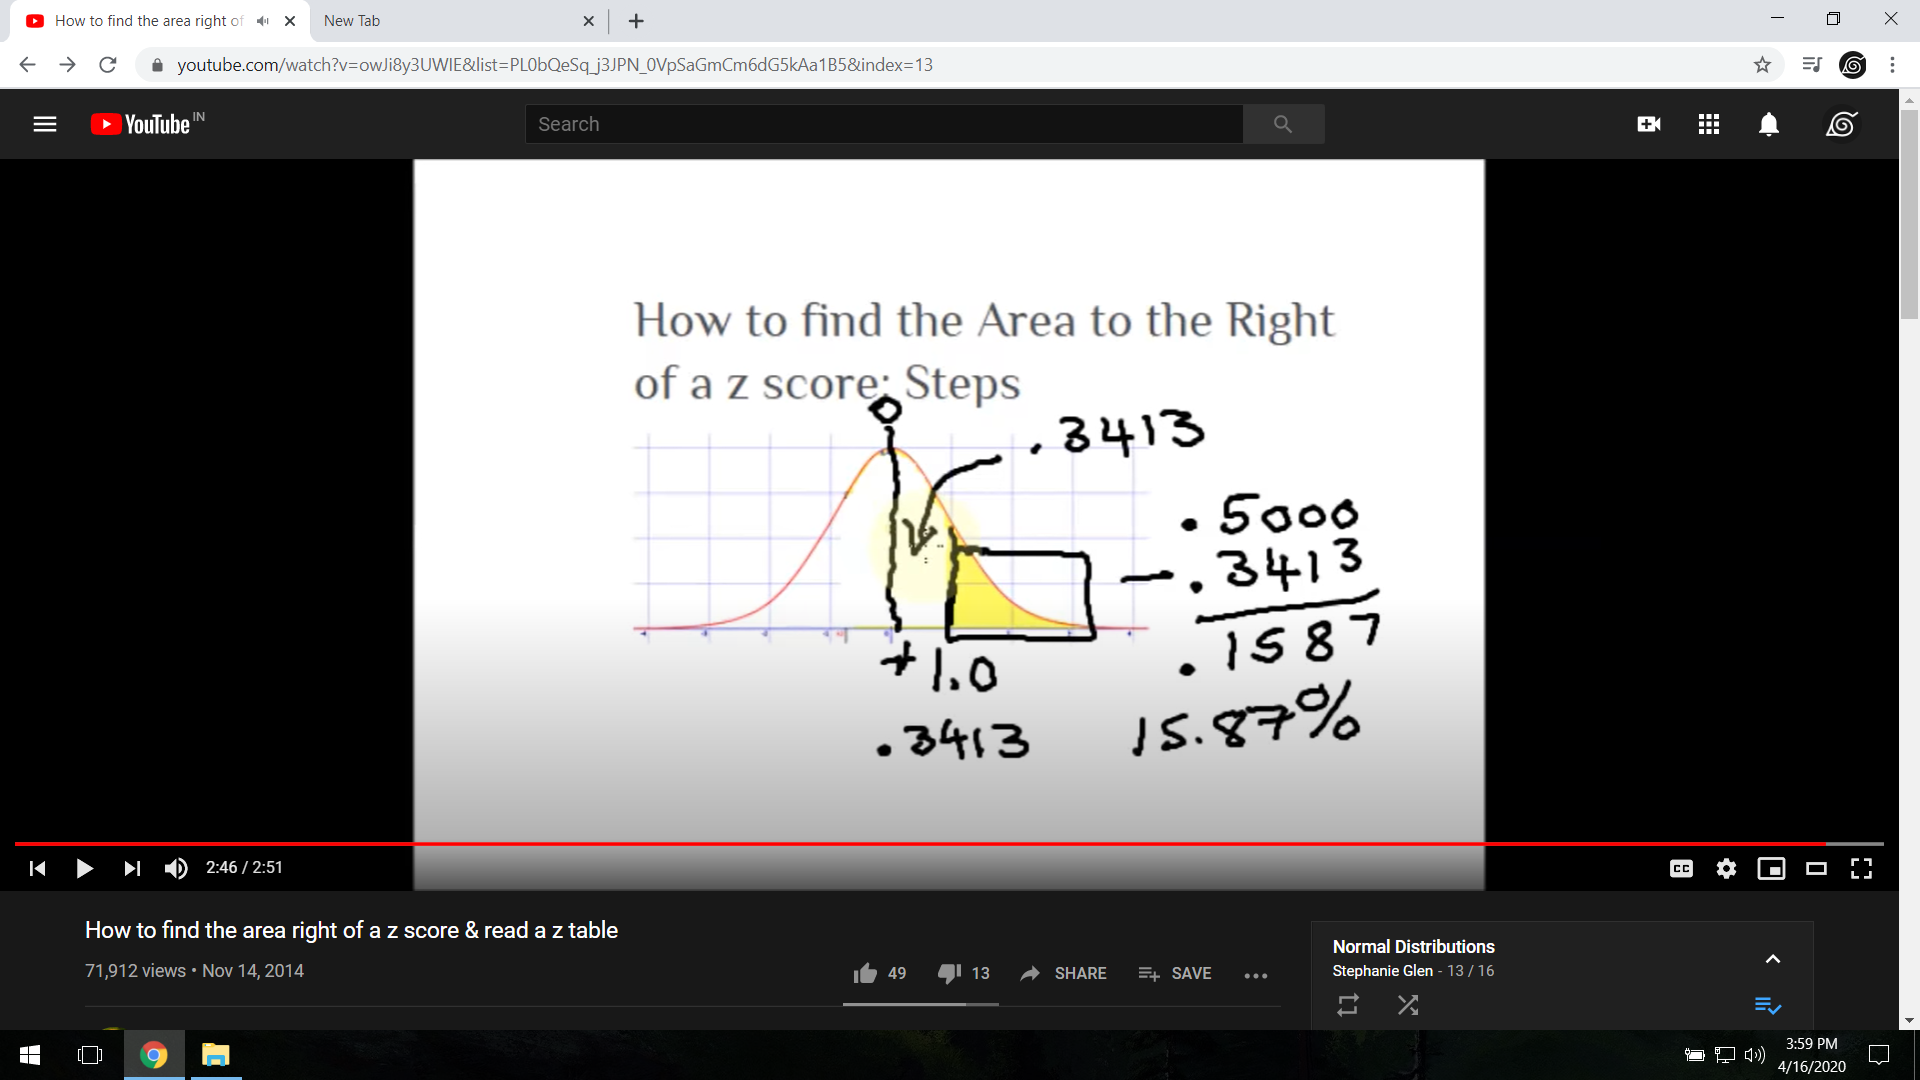 How to find the area right of
New Tab
youtube.com/watch?v=owJi8y3UWIE&list=PL0bQeSq_j3JPN_0VpSaGmCm6dG5kAa1B5&index=13
YouTube IN
Search
How to find the Area to the Right
of a z score: Steps
0
.3413
.5000
- .3413
.1587
+1.0
15.87%
.3413
2:46 / 2:51
CC
How to find the area right of a z score & read a z table
71,912 views • Nov 14, 2014
49
13
SHARE
SAVE
Normal Distributions
Stephanie Glen - 13 / 16
3:59 PM
4/16/2020